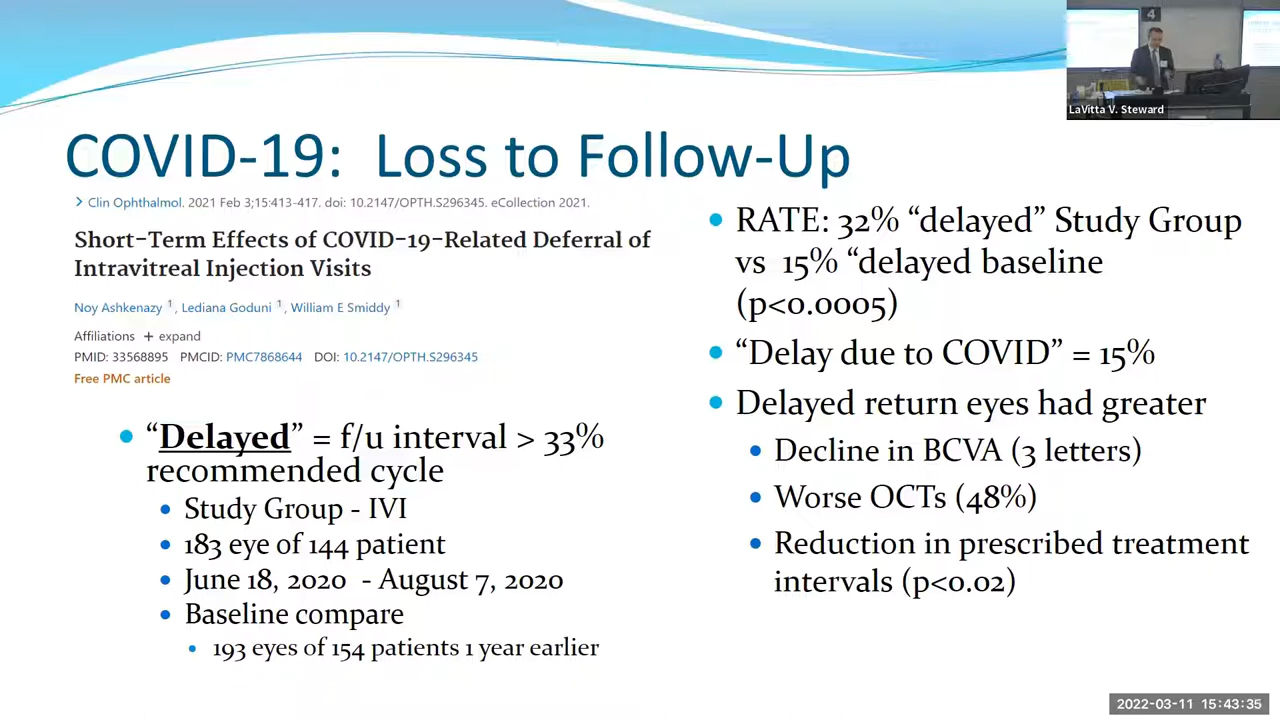 4
LaVitta V. Steward
COVID-19: Loss to Follow-Up
> Clin Ophthalmol. 2021 Feb 3;15:413-417. doi: 10.2147/OPTH.S296345. eCollection 2021.
Short-Term Effects of COVID-19-Related Deferral of
Intravitreal Injection Visits
Noy Ashkenazy 1, Lediana Goduni 1, William E Smiddy 1
Affiliations + expand
PMID: 33568895 PMCID: PMC7868644 DOI: 10.2147/OPTH.S296345
Free PMC article
• “Delayed” = f/u interval > 33%
recommended cycle
• Study Group - IVI
• 183 eye of 144 patient
• June 18, 2020 - August 7, 2020
• Baseline compare
• 193 eyes of 154 patients 1 year earlier
• RATE: 32% “delayed” Study Group
vs 15% “delayed baseline
(p<0.0005)
• “Delay due to COVID” = 15%
• Delayed return eyes had greater
• Decline in BCVA (3 letters)
• Worse OCTs (48%)
• Reduction in prescribed treatment
intervals (p<0.02)
2022-03-11 15:43:35